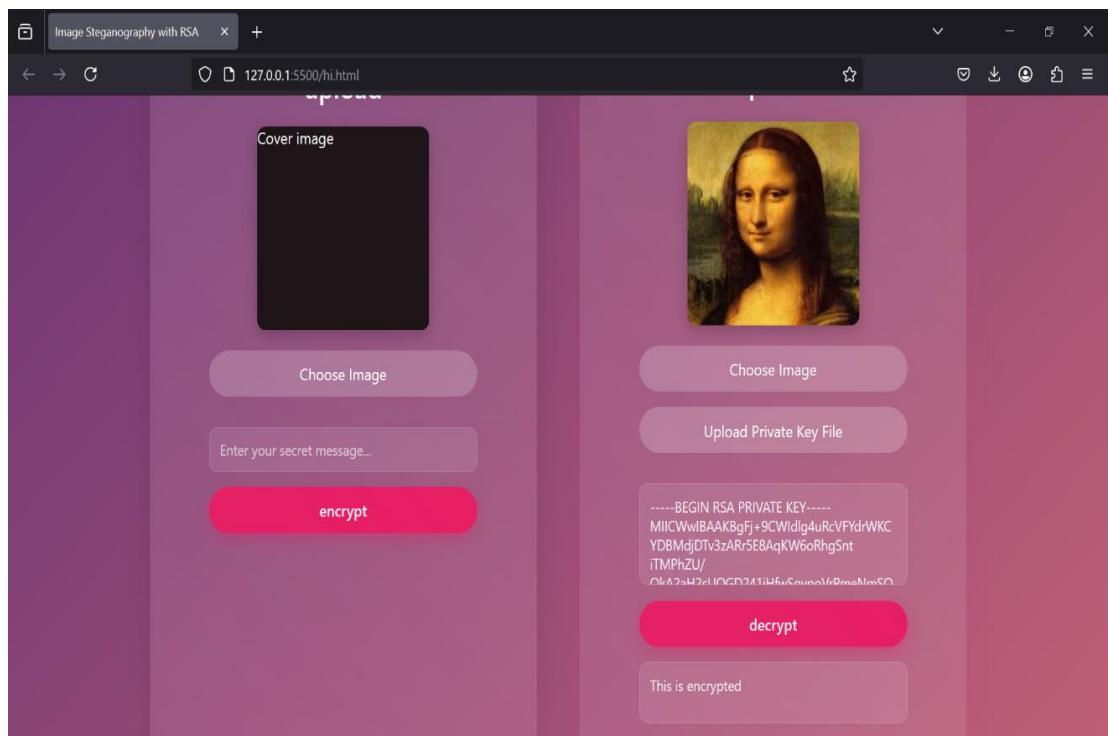 Image Steganography with RSA
127.0.0.1:5500/hi.html
upload
Cover image
Choose Image
Enter your secret message...
encrypt
Choose Image
Upload Private Key File
-----BEGIN RSA PRIVATE KEY-----
MIICWwIBAAKBgFj+9CWIdlg4uRcVFYdrWKC
YDBMdjDTv3zARr5E8AqKW6oRhgSnt
iTMPhZU/
decrypt
This is encrypted